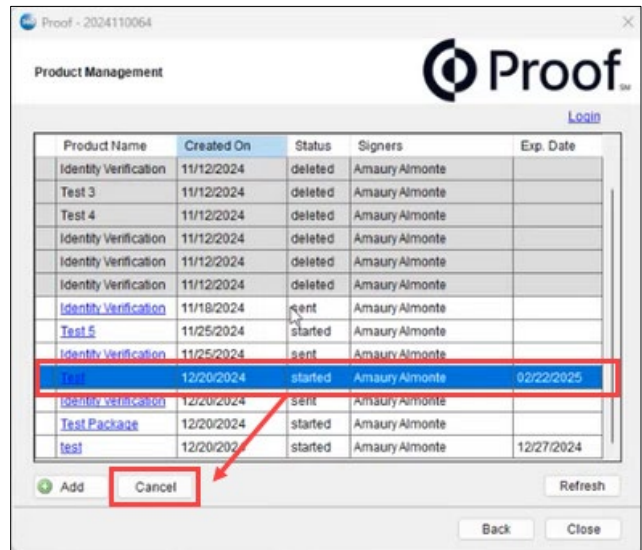 Proof - 2024110064
Product Management
Proof SM
Login
Product Name Created On Status Signers Exp. Date
Identity Verification 11/12/2024 deleted Amaury Almonte
Test 3 11/12/2024 deleted Amaury Almonte
Test 4 11/12/2024 deleted Amaury Almonte
Identity Verification 11/12/2024 deleted Amaury Almonte
Identity Verification 11/12/2024 deleted Amaury Almonte
Identity Verification 11/12/2024 deleted Amaury Almonte
Identity Verification 11/18/2024 sent Amaury Almonte
Test 5 11/25/2024 started Amaury Almonte
Identity Verification 11/25/2024 sent Amaury Almonte
Test 12/20/2024 started Amaury Almonte 02/22/2025
Identity Verification 12/20/2024 sent Amaury Almonte
Test Package 12/20/2024 started Amaury Almonte
test 12/20/2024 started Amaury Almonte 12/27/2024
Add Cancel Refresh
Back Close